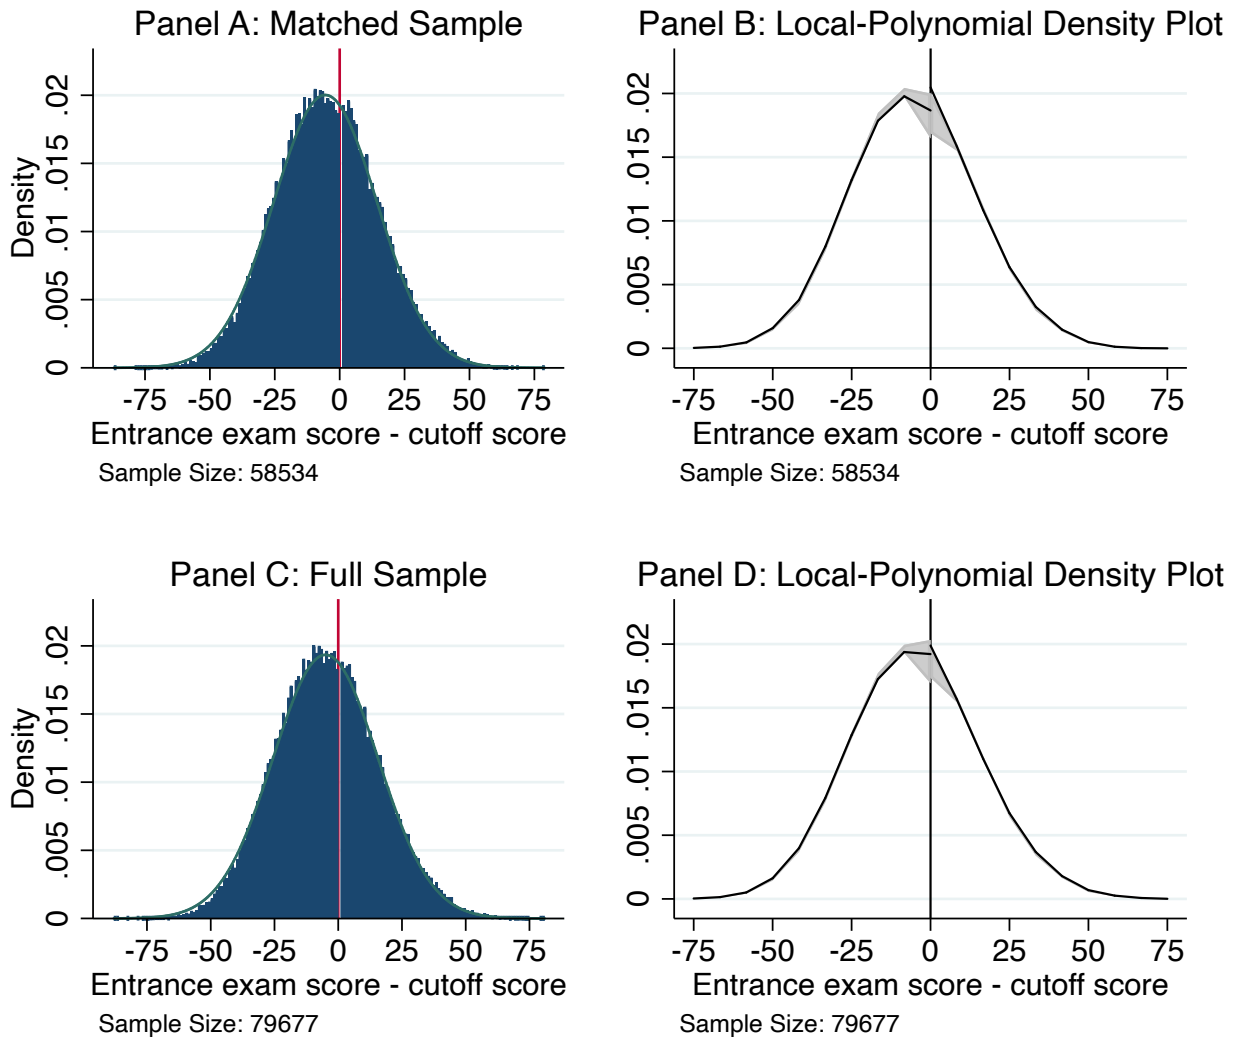 Panel A: Matched Sample
Density
0 .005 .01 .015 .02
-75 -50 -25 0 25 50 75
Entrance exam score - cutoff score
Sample Size: 58534
Panel B: Local-Polynomial Density Plot
0 .005 .01 .015 .02
-75 -50 -25 0 25 50 75
Entrance exam score - cutoff score
Sample Size: 58534
Panel C: Full Sample
Density
0 .005 .01 .015 .02
-75 -50 -25 0 25 50 75
Entrance exam score - cutoff score
Sample Size: 79677
Panel D: Local-Polynomial Density Plot
0 .005 .01 .015 .02
-75 -50 -25 0 25 50 75
Entrance exam score - cutoff score
Sample Size: 79677